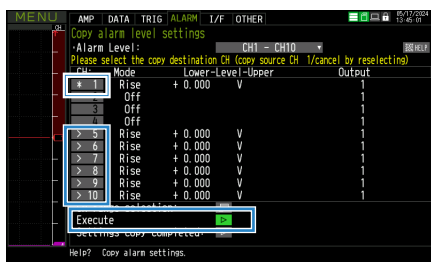 MENU AMP DATA TRIG ALARM I/F OTHER 05/17/2024 13:45:01
CH
Copy alarm level settings
·Alarm Level: CH1 - CH10 ▾ HELP
Please select the copy destination CH (copy source CH 1/cancel by reselecting)
CH: Mode Lower-Level-Upper Output
* 1 Rise + 0.000 V 1
2 Off 1
3 Off 1
4 Off 1
> 5 Rise + 0.000 V 1
> 6 Rise + 0.000 V 1
> 7 Rise + 0.000 V 1
> 8 Rise + 0.000 V 1
> 9 Rise + 0.000 V 1
> 10 Rise + 0.000 V 1
selection:
Execute
Settings copy completed:
Help? Copy alarm settings.